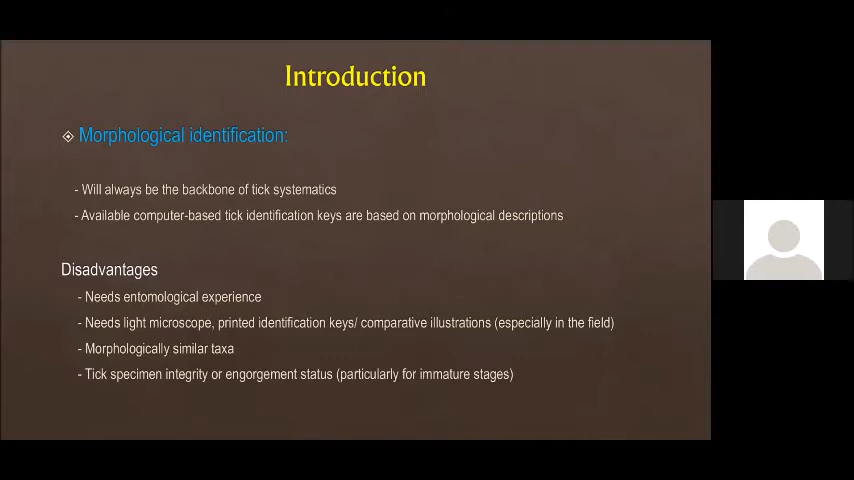 Introduction
Morphological identification:
- Will always be the backbone of tick systematics
- Available computer-based tick identification keys are based on morphological descriptions
Disadvantages
- Needs entomological experience
- Needs light microscope, printed identification keys/ comparative illustrations (especially in the field)
- Morphologically similar taxa
- Tick specimen integrity or engorgement status (particularly for immature stages)